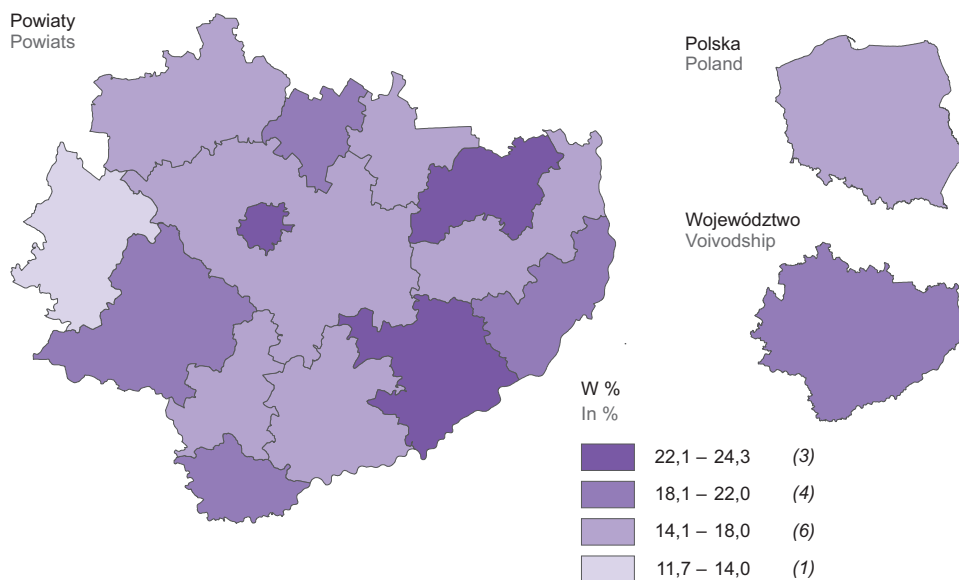 Powiaty
Powiats
Polska
Poland
Województwo
Voivodship
W %
In %
22,1 – 24,3 (3)
18,1 – 22,0 (4)
14,1 – 18,0 (6)
11,7 – 14,0 (1)